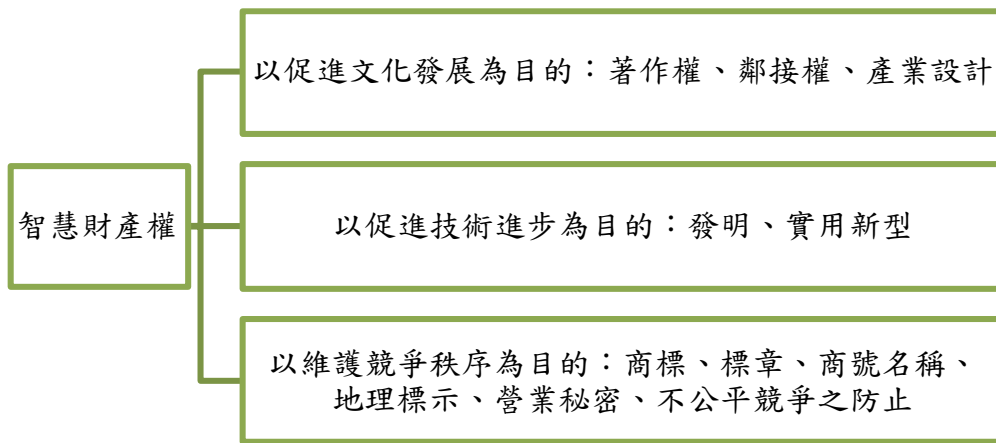 以促進文化發展為目的：著作權、鄰接權、產業設計
智慧財產權
以促進技術進步為目的：發明、實用新型
以維護競爭秩序為目的：商標、標章、商號名稱、
地理標示、營業秘密、不公平競爭之防止